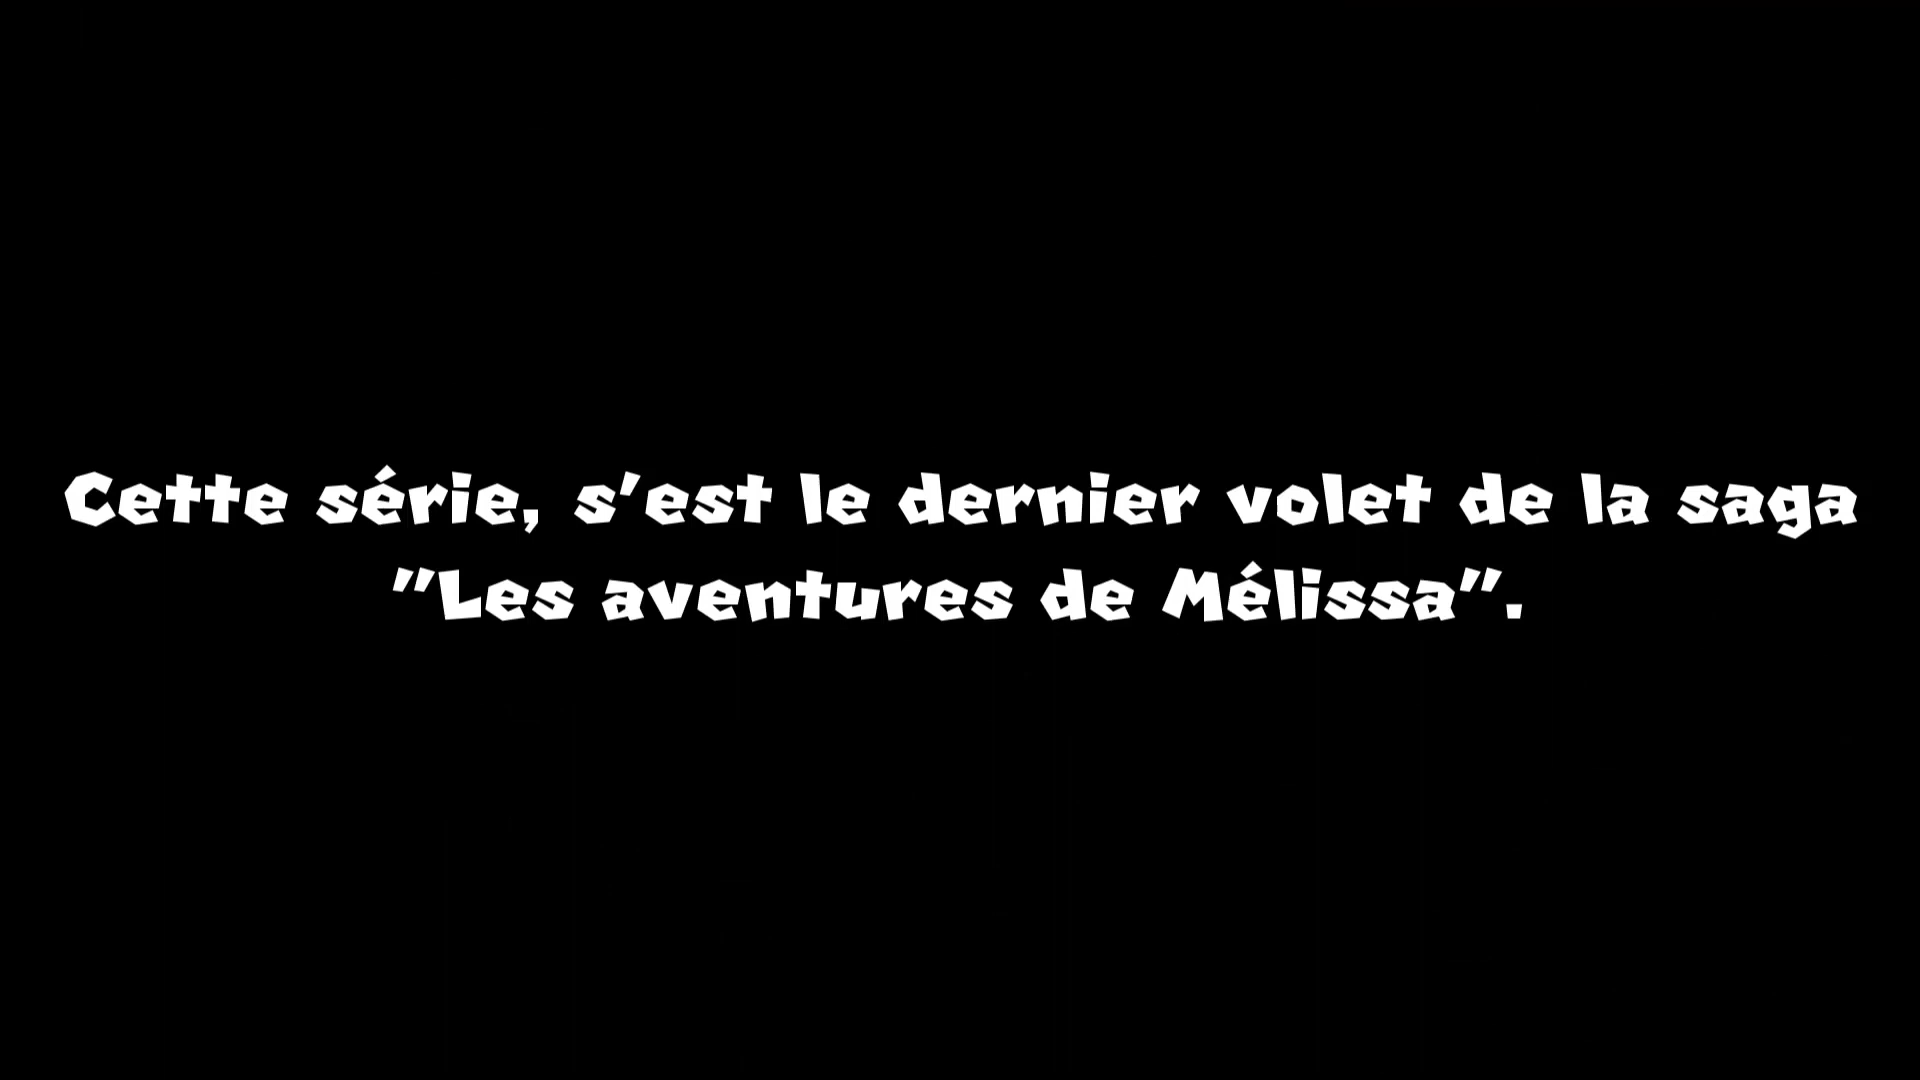 Cette série, s'est le dernier volet de la saga
"Les aventures de Mélissa".